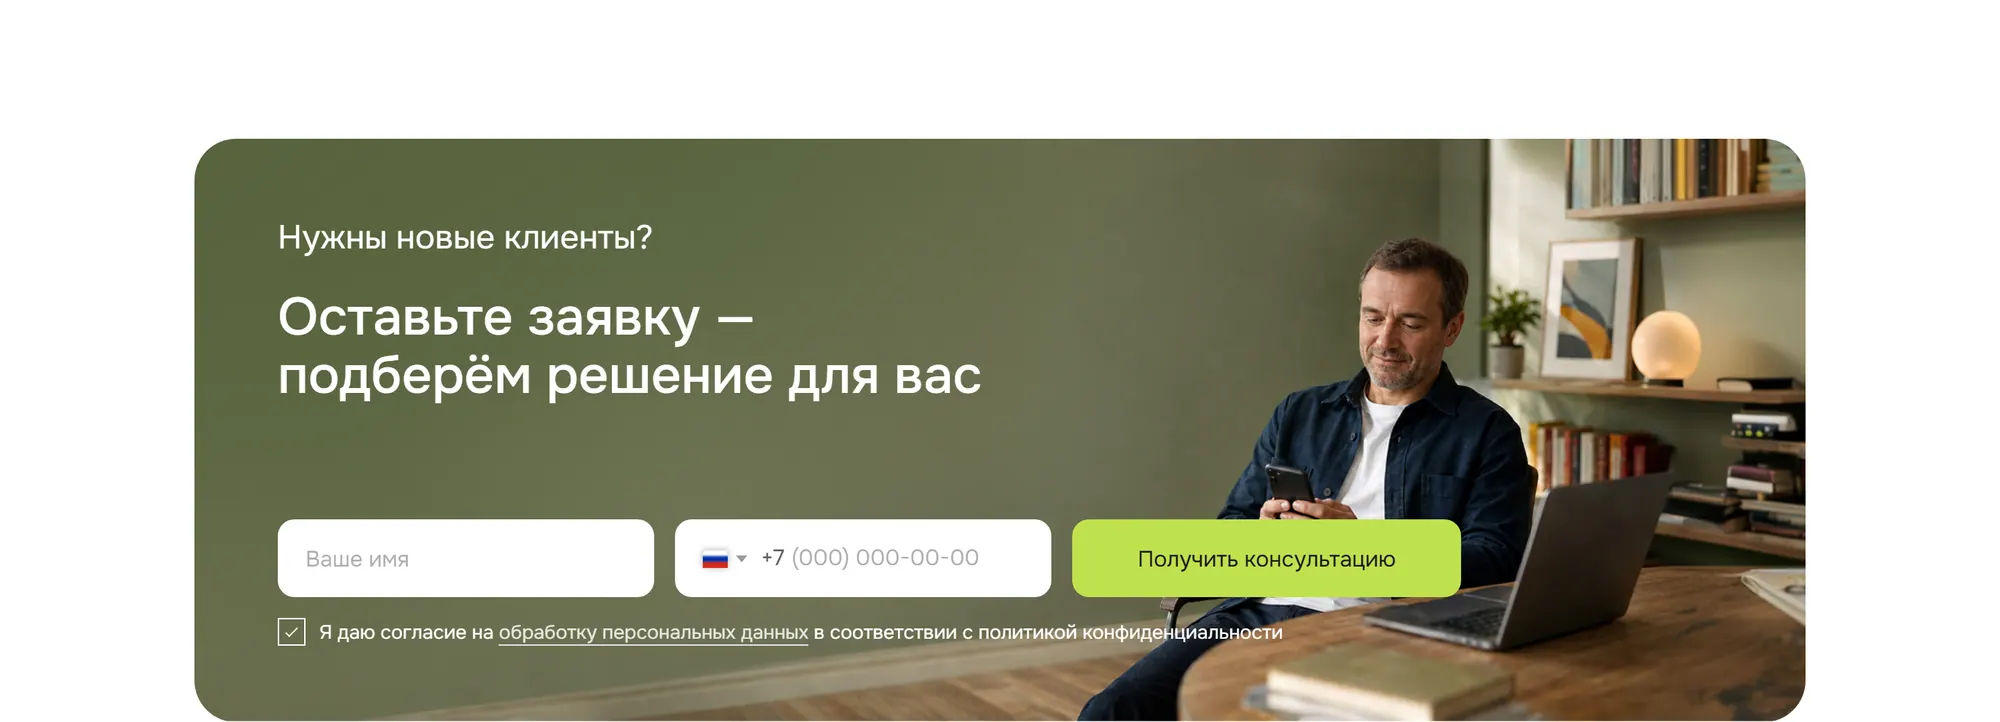 Нужны новые клиенты?
Оставьте заявку —
подберём решение для вас
Ваше имя
+7 (000) 000-00-00
Получить консультацию
Я даю согласие на обработку персональных данных в соответствии с политикой конфиденциальности